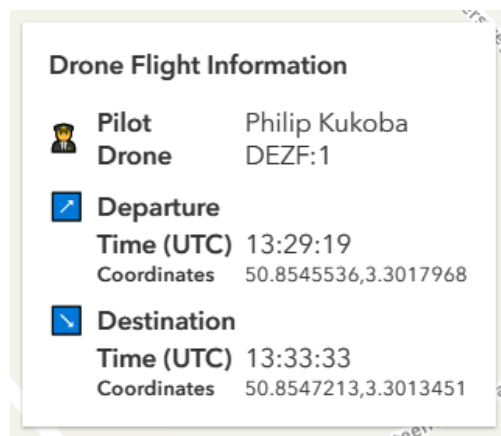 Drone Flight Information
Pilot Philip Kukoba
Drone DEZF:1
Departure
Time (UTC) 13:29:19
Coordinates 50.8545536,3.3017968
Destination
Time (UTC) 13:33:33
Coordinates 50.8547213,3.3013451